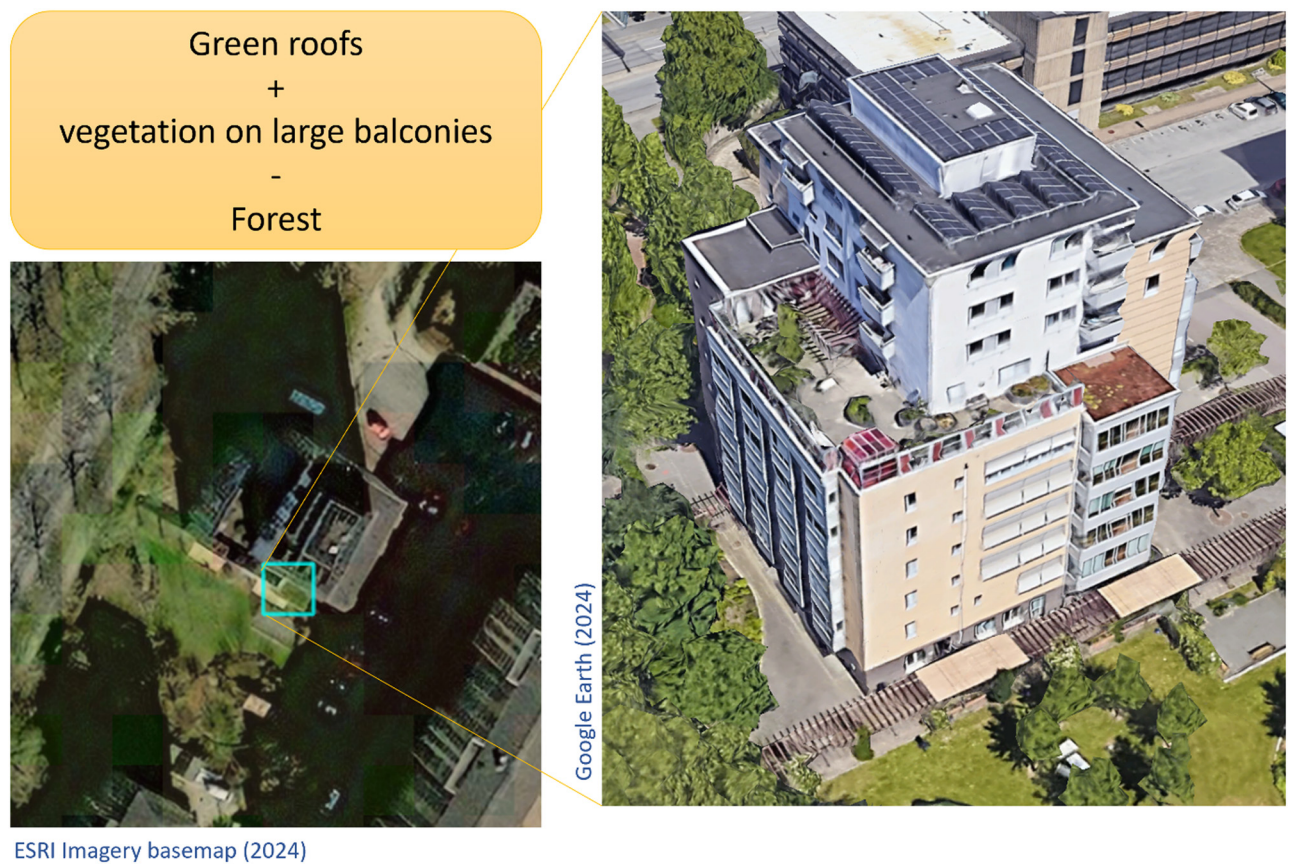 Green roofs
+
vegetation on large balconies
-
Forest
Google Earth (2024)
ESRI Imagery basemap (2024)